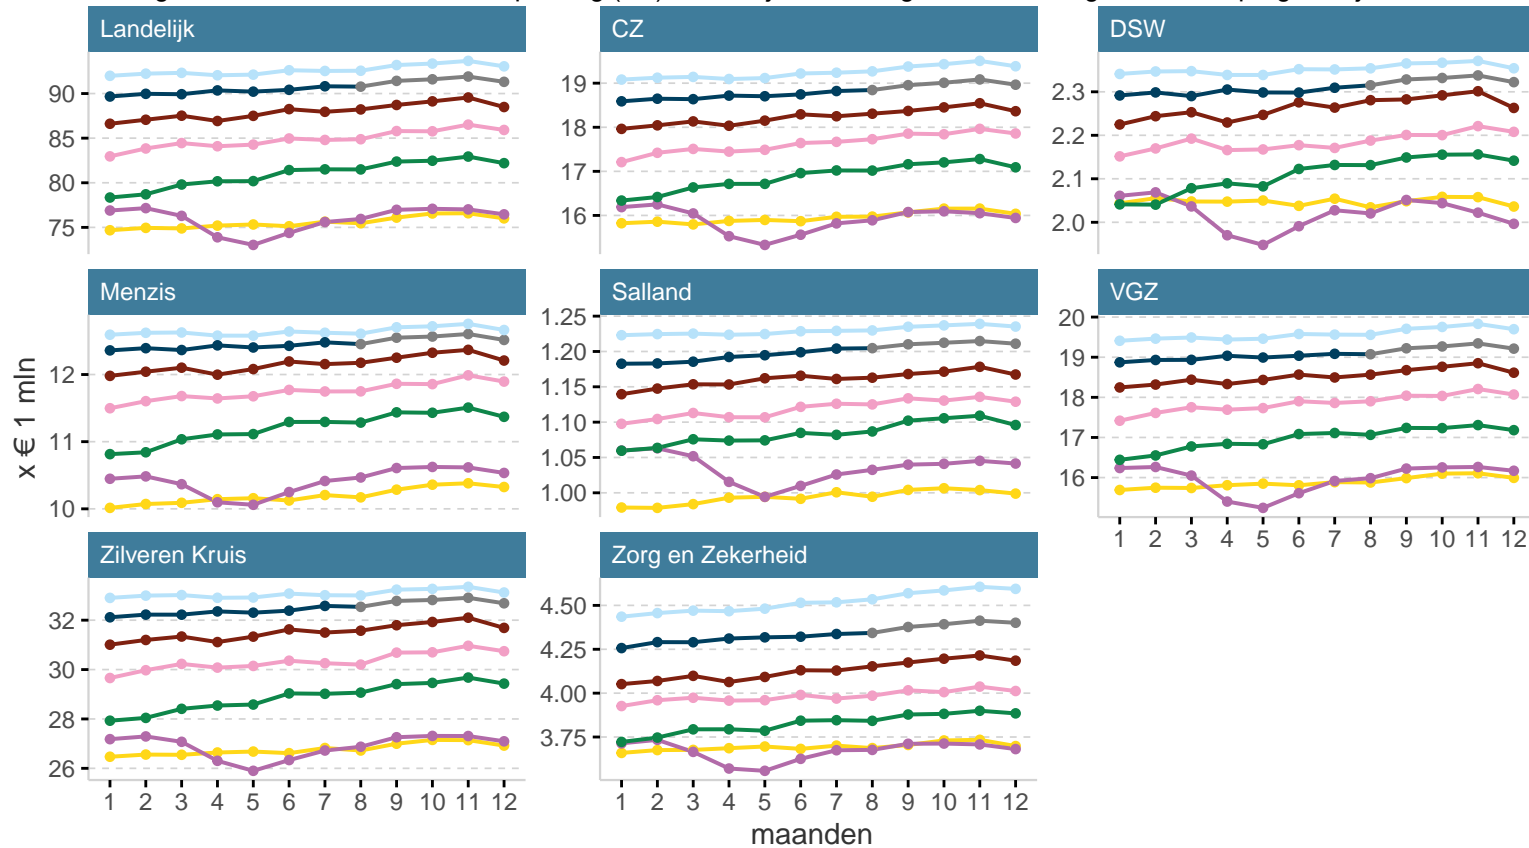 Landelijk CZ DSW
90 19 2.3
85 18 2.2
80 17 2.1
75 16 2.0
Menzis Salland VGZ
12 1.25 20
11 1.20 19
10 1.15 18
1.10 17
1.05 16
1.00
1 2 3 4 5 6 7 8 9 10 11 12
Zilveren Kruis Zorg en Zekerheid
32 4.50
30 4.25
28 4.00
26 3.75
1 2 3 4 5 6 7 8 9 10 11 12 1 2 3 4 5 6 7 8 9 10 11 12
maanden
x € 1 mln